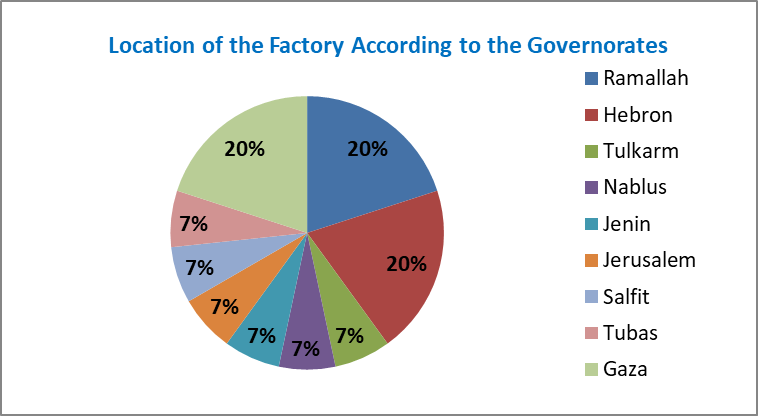 Location of the Factory According to the Governorates
20%
20%
7%
7%
7%
7%
7%
7%
20%
Ramallah
Hebron
Tulkarm
Nablus
Jenin
Jerusalem
Salfit
Tubas
Gaza